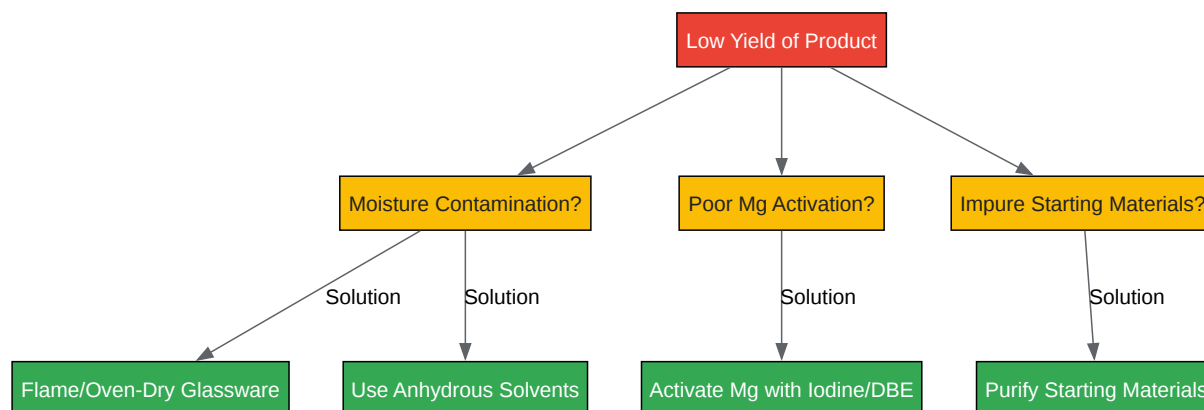 Low Yield of Product
Moisture Contamination?
Poor Mg Activation?
Impure Starting Materials?
Solution
Solution
Solution
Solution
Flame/Oven-Dry Glassware
Use Anhydrous Solvents
Activate Mg with Iodine/DBE
Purify Starting Materials